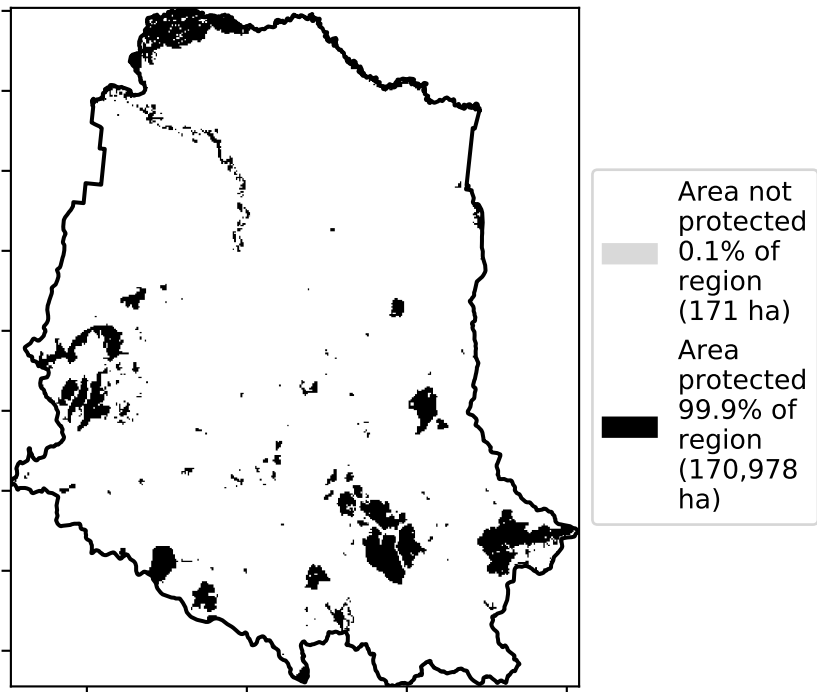 Area not
protected
0.1% of
region
(171 ha)
Area
protected
99.9% of
region
(170,978
ha)